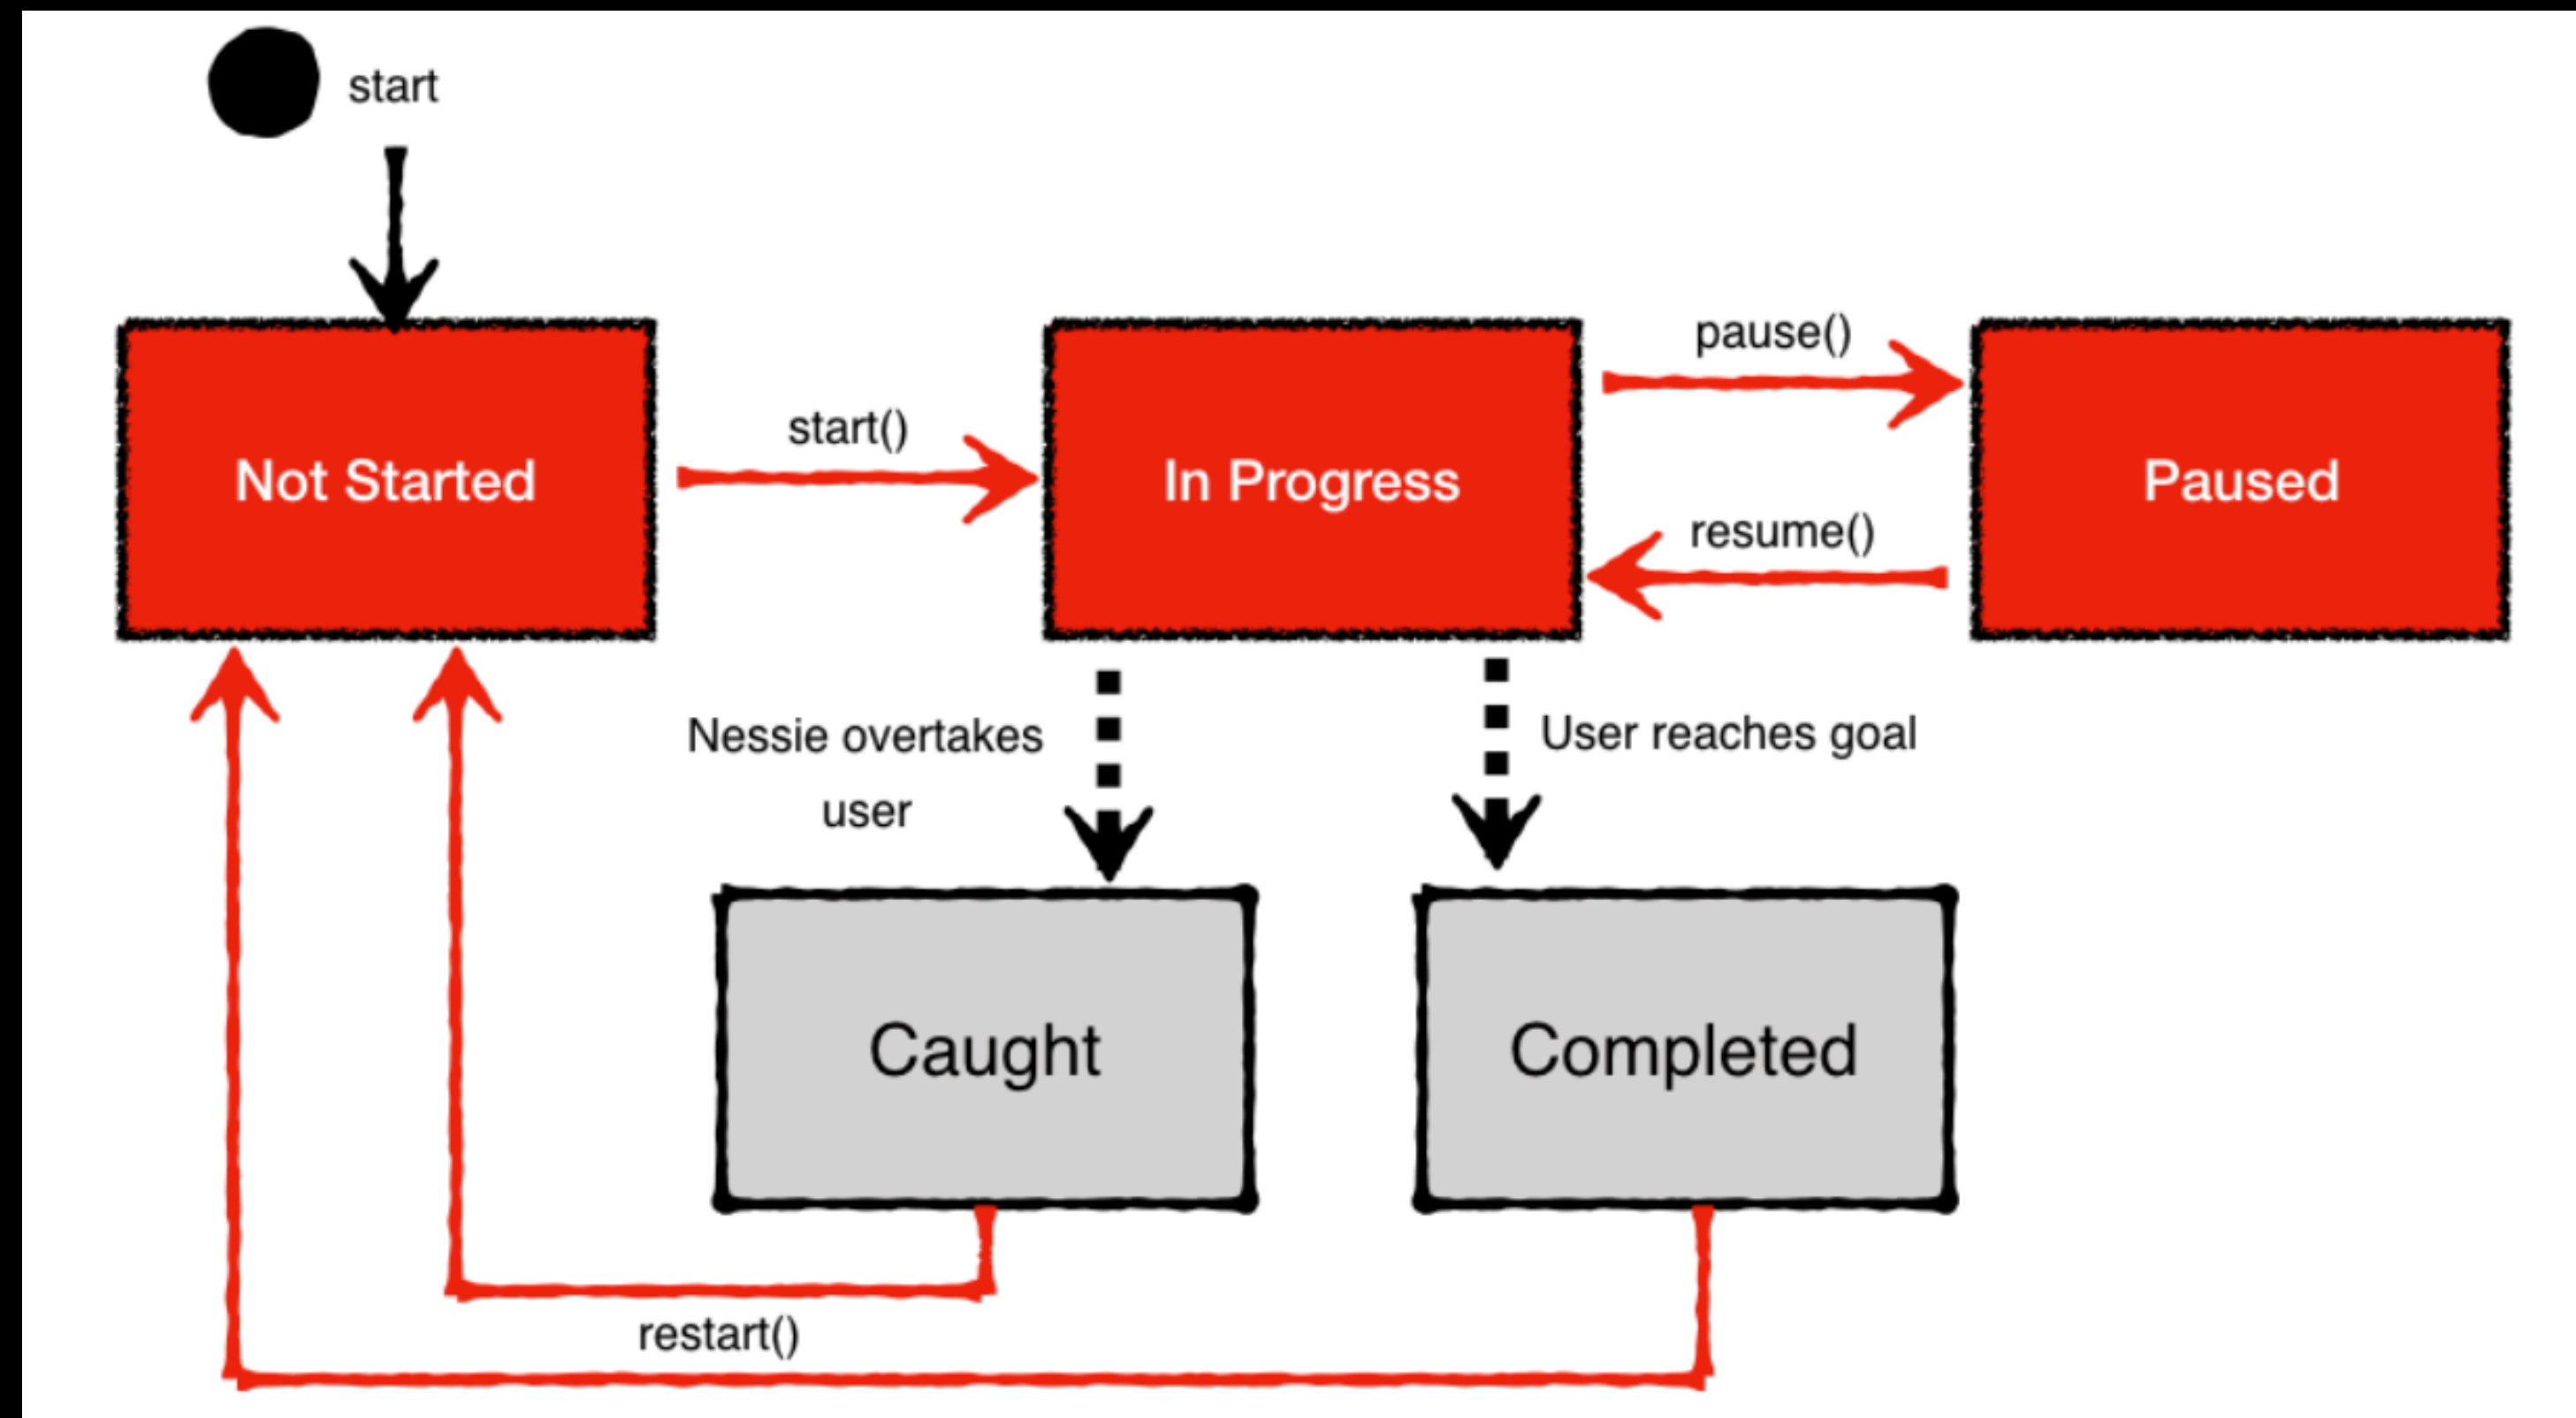 start
Not Started
start()
In Progress
pause()
resume()
Paused
Nessie overtakes
user
User reaches goal
Caught
Completed
restart()